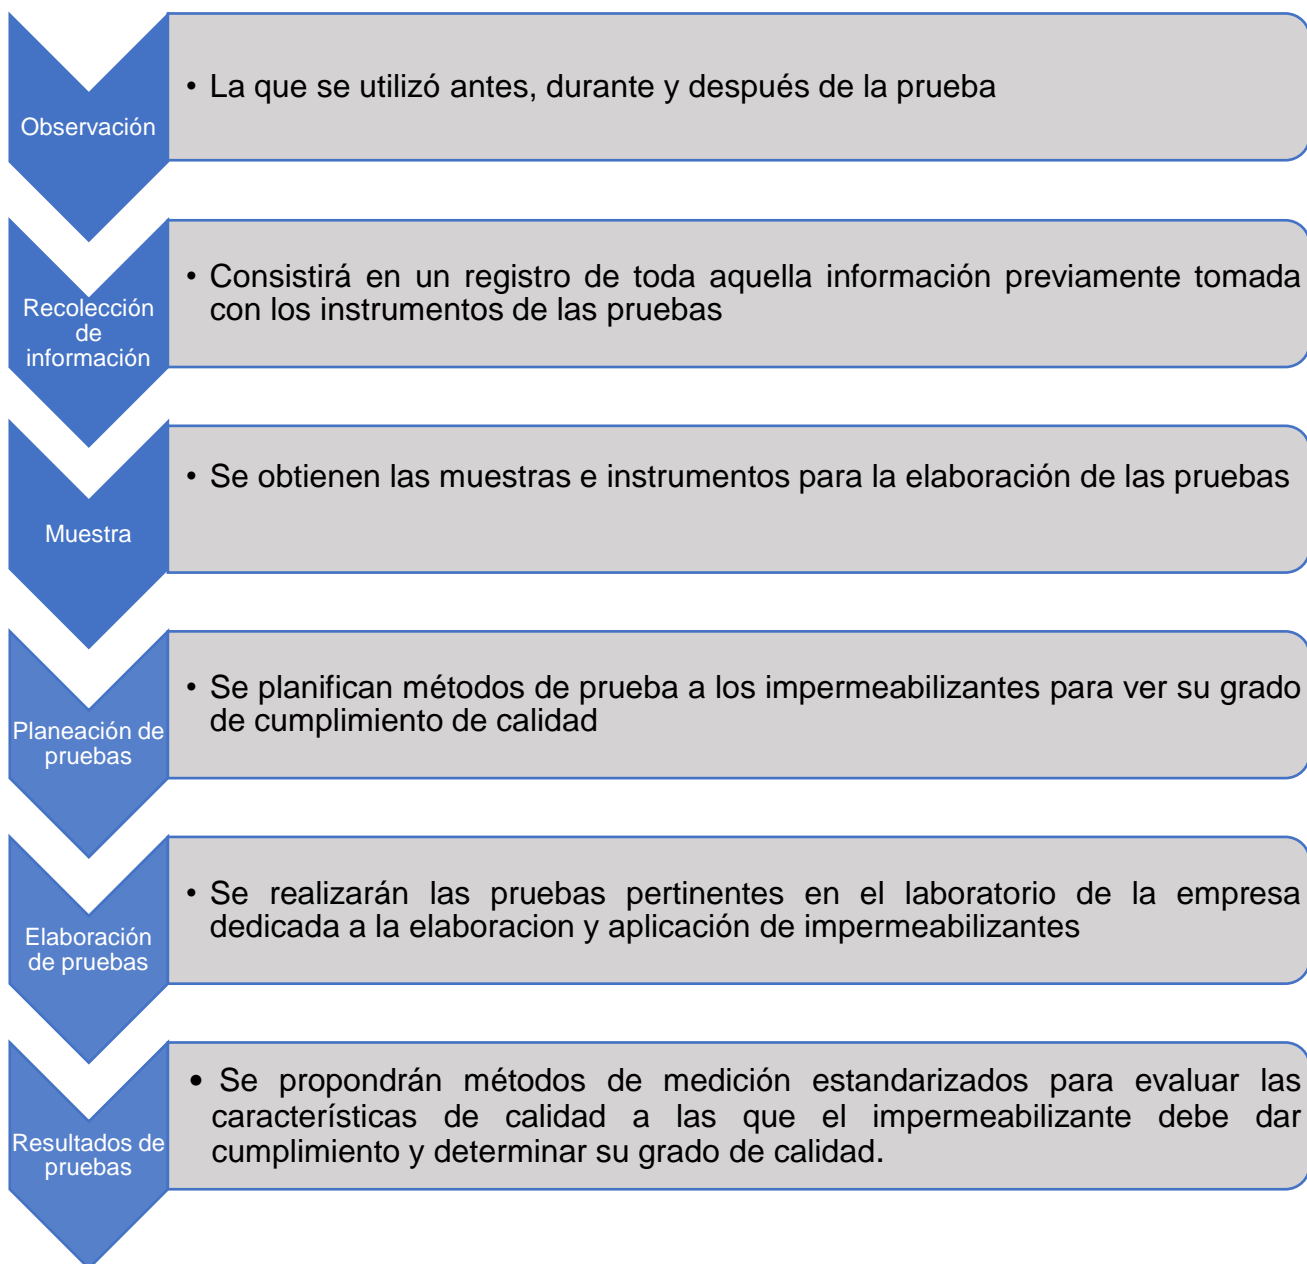 Observación
• La que se utilizó antes, durante y después de la prueba
Recolección
de
información
• Consistirá en un registro de toda aquella información previamente tomada
con los instrumentos de las pruebas
Muestra
• Se obtienen las muestras e instrumentos para la elaboración de las pruebas
Planeación de
pruebas
• Se planifican métodos de prueba a los impermeabilizantes para ver su grado
de cumplimiento de calidad
Elaboración
de pruebas
• Se realizarán las pruebas pertinentes en el laboratorio de la empresa
dedicada a la elaboracion y aplicación de impermeabilizantes
Resultados de
pruebas
• Se propondrán métodos de medición estandarizados para evaluar las
características de calidad a las que el impermeabilizante debe dar
cumplimiento y determinar su grado de calidad.